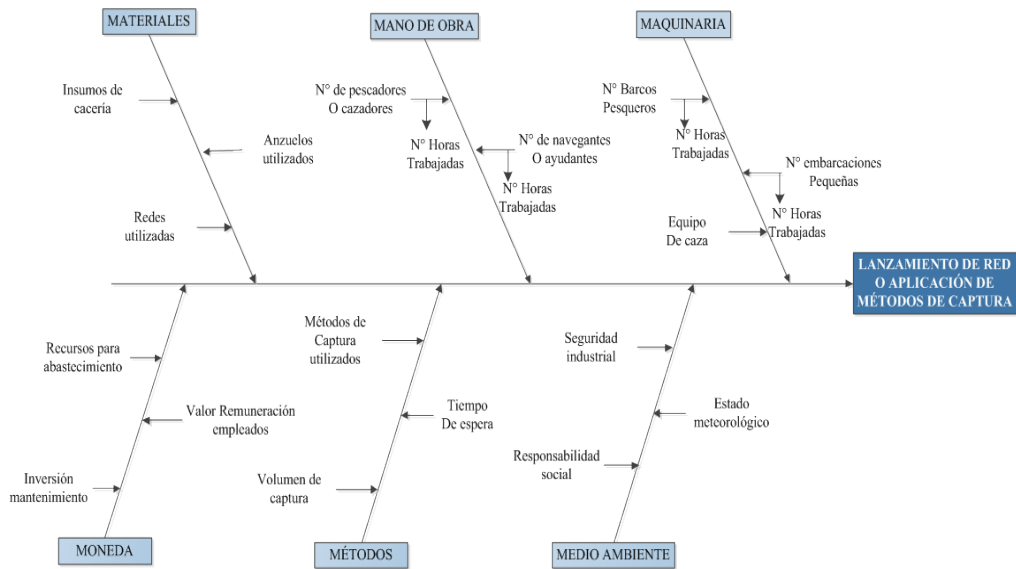 MATERIALES
MANO DE OBRA
MAQUINARIA
Insumos de
cacería
Anzuelos
utilizados
Redes
utilizadas
N° de pescadores
O cazadores
N° Horas
Trabajadas
N° de navegantes
O ayudantes
N° Horas
Trabajadas
N° Barcos
Pesqueros
N° Horas
Trabajadas
N° embarcaciones
Pequeñas
N° Horas
Trabajadas
Equipo
De caza
LANZAMIENTO DE RED
O APLICACIÓN DE
MÉTODOS DE CAPTURA
Recursos para
abastecimiento
Valor Remuneración
empleados
Inversión
mantenimiento
Métodos de
Captura
utilizados
Tiempo
De espera
Volumen de
captura
Seguridad
industrial
Estado
meteorológico
Responsabilidad
social
MONEDA
MÉTODOS
MEDIO AMBIENTE